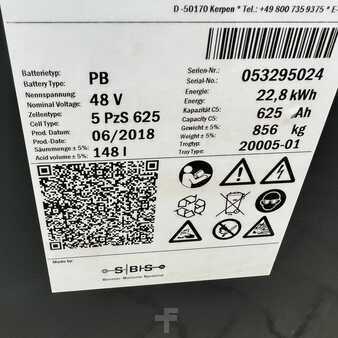 D -50170 Kerpen * Tel.: +49 800 735 9375 * E-
Batterietyp:
Battery Type:
PB
Serien-Nr.:
Serial-No.:
053295024
Nennspannung:
Nominal Voltage:
48 V
Energie:
Energy:
22,8 kWh
Zellentyp:
Cell Type:
5 PzS 625
Kapazität C5:
Capacity C5:
625 Ah
Prod. Datum:
Prod.-Date:
06/2018
Gewicht ± 5%:
Weight ± 5%:
856 kg
Säuremenge ± 5%:
Acid volume ± 5%:
148 l
Trogtyp:
Tray Type:
20005-01
Made by
SBS